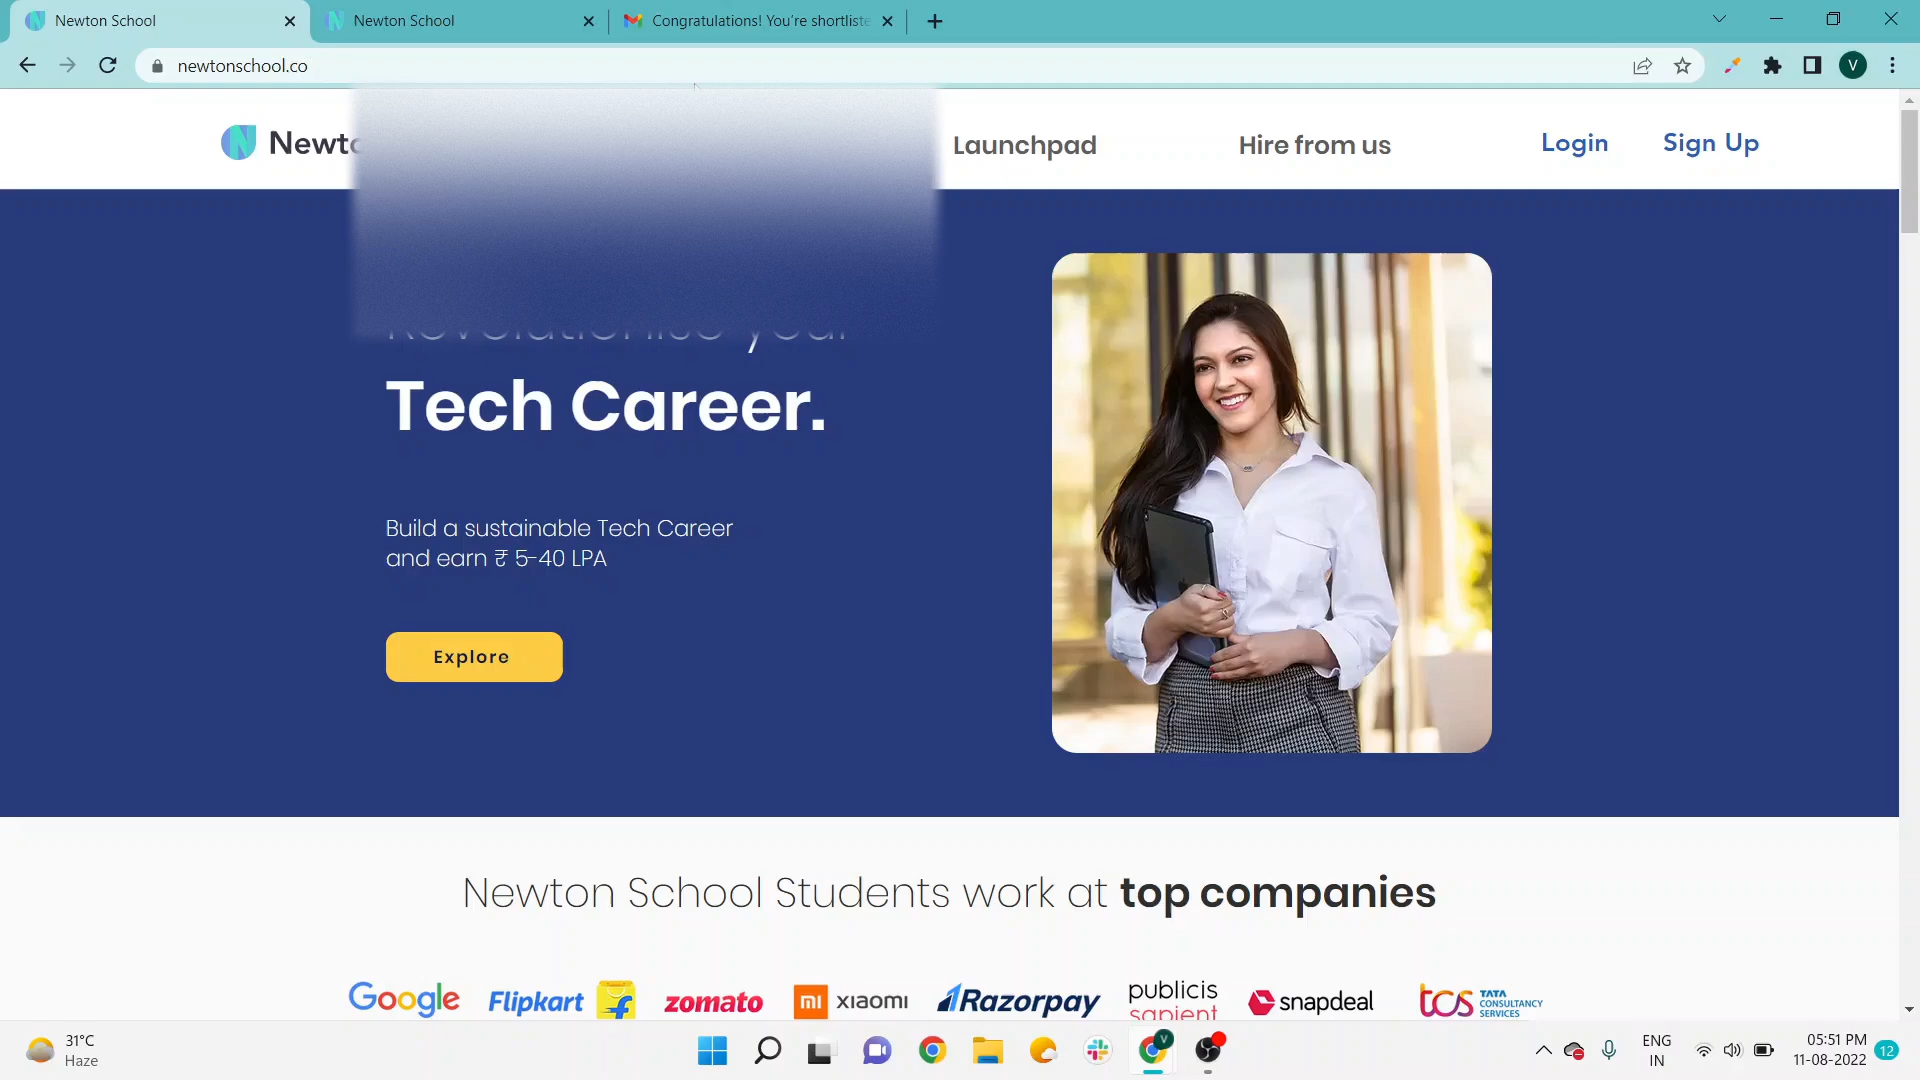 Newton School
Newton School
Congratulations! You're shortliste
newtonschool.co
V
Launchpad
Hire from us
Login
Sign Up
Tech Career.
Build a sustainable Tech Career
and earn ₹ 5-40 LPA
Explore
Newton School Students work at top companies
Google
Flipkart
zomato
mi xiaomi
Razorpay
publicis
sapient
snapdeal
tcs TATA
CONSULTANCY
SERVICES
31°C
Haze
V
ENG
IN
05:51 PM
11-08-2022
12